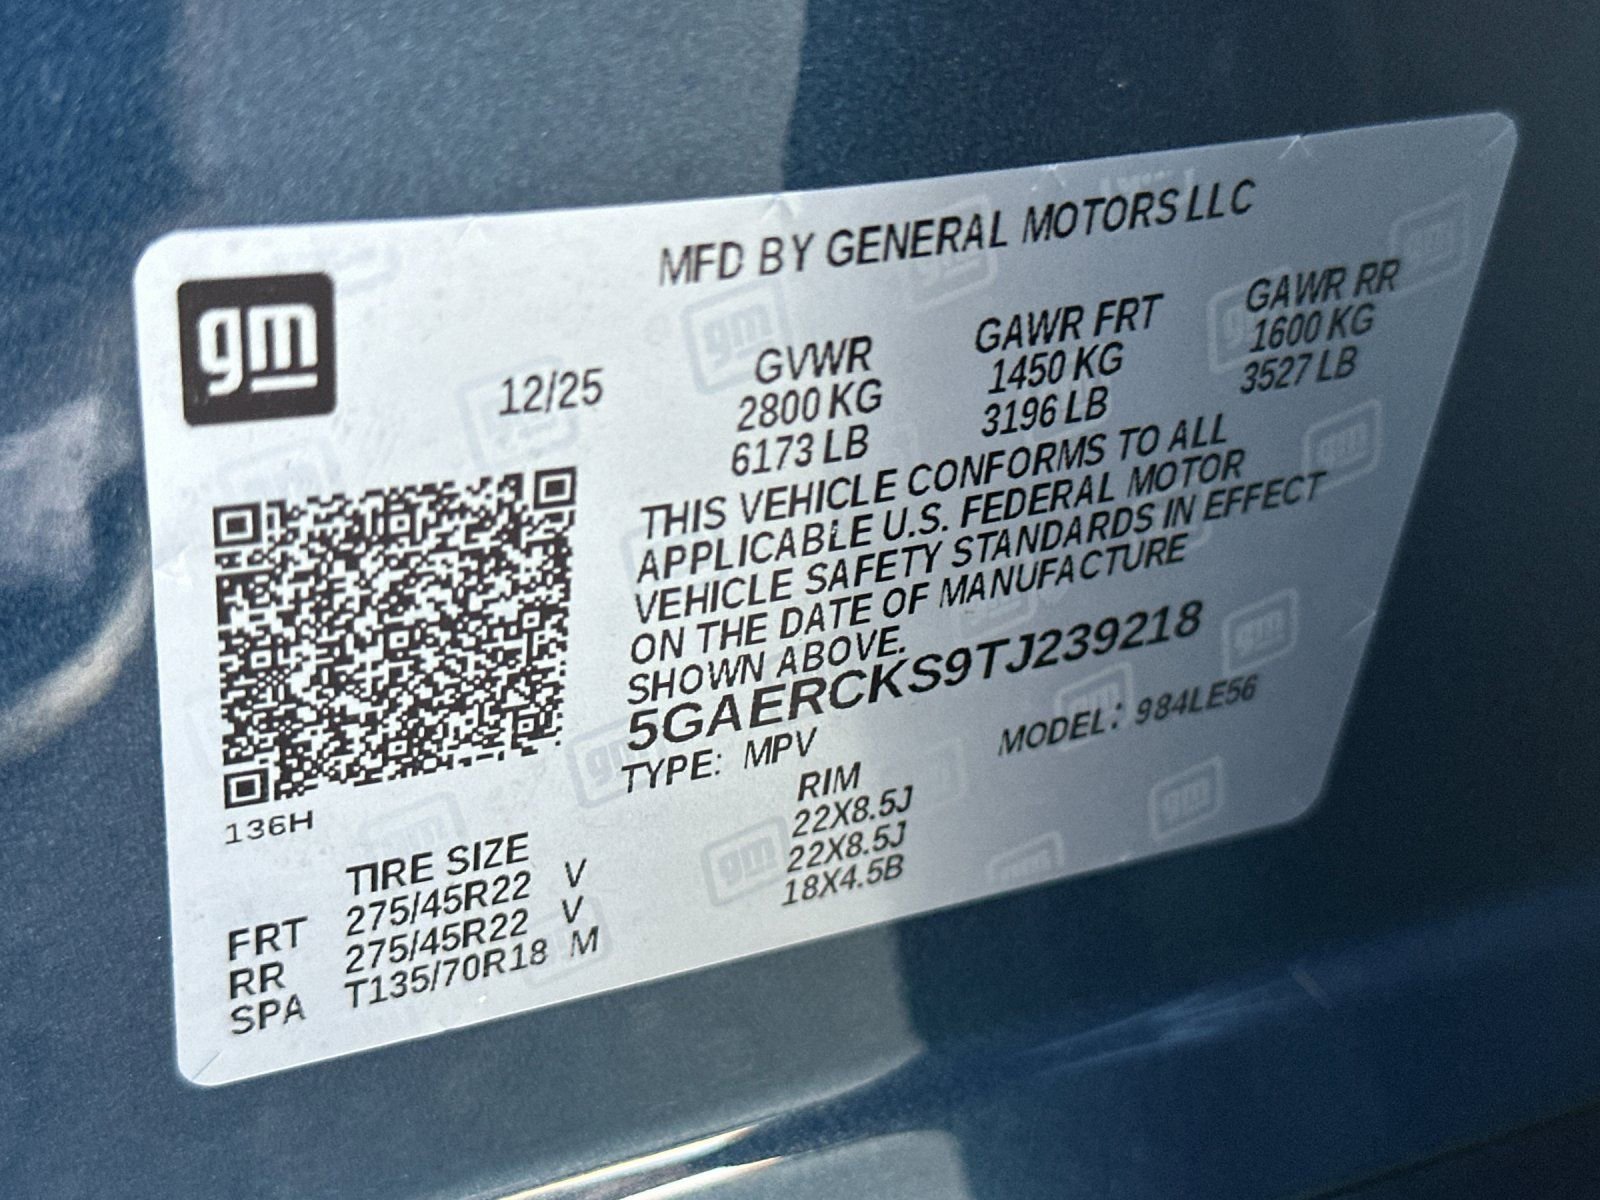 MFD BY GENERAL MOTORS LLC
gm
12/25
GVWR GAWR FRT GAWR RR
2800 KG 1450 KG 1600 KG
6173 LB 3196 LB 3527 LB
THIS VEHICLE CONFORMS TO ALL
APPLICABLE U.S. FEDERAL MOTOR
VEHICLE SAFETY STANDARDS IN EFFECT
ON THE DATE OF MANUFACTURE
SHOWN ABOVE.
5GAERCKS9TJ239218
TYPE: MPV MODEL: 984LE56
136H
TIRE SIZE RIM
FRT 275/45R22 V 22X8.5J
RR 275/45R22 V 22X8.5J
SPA T135/70R18 M 18X4.5B